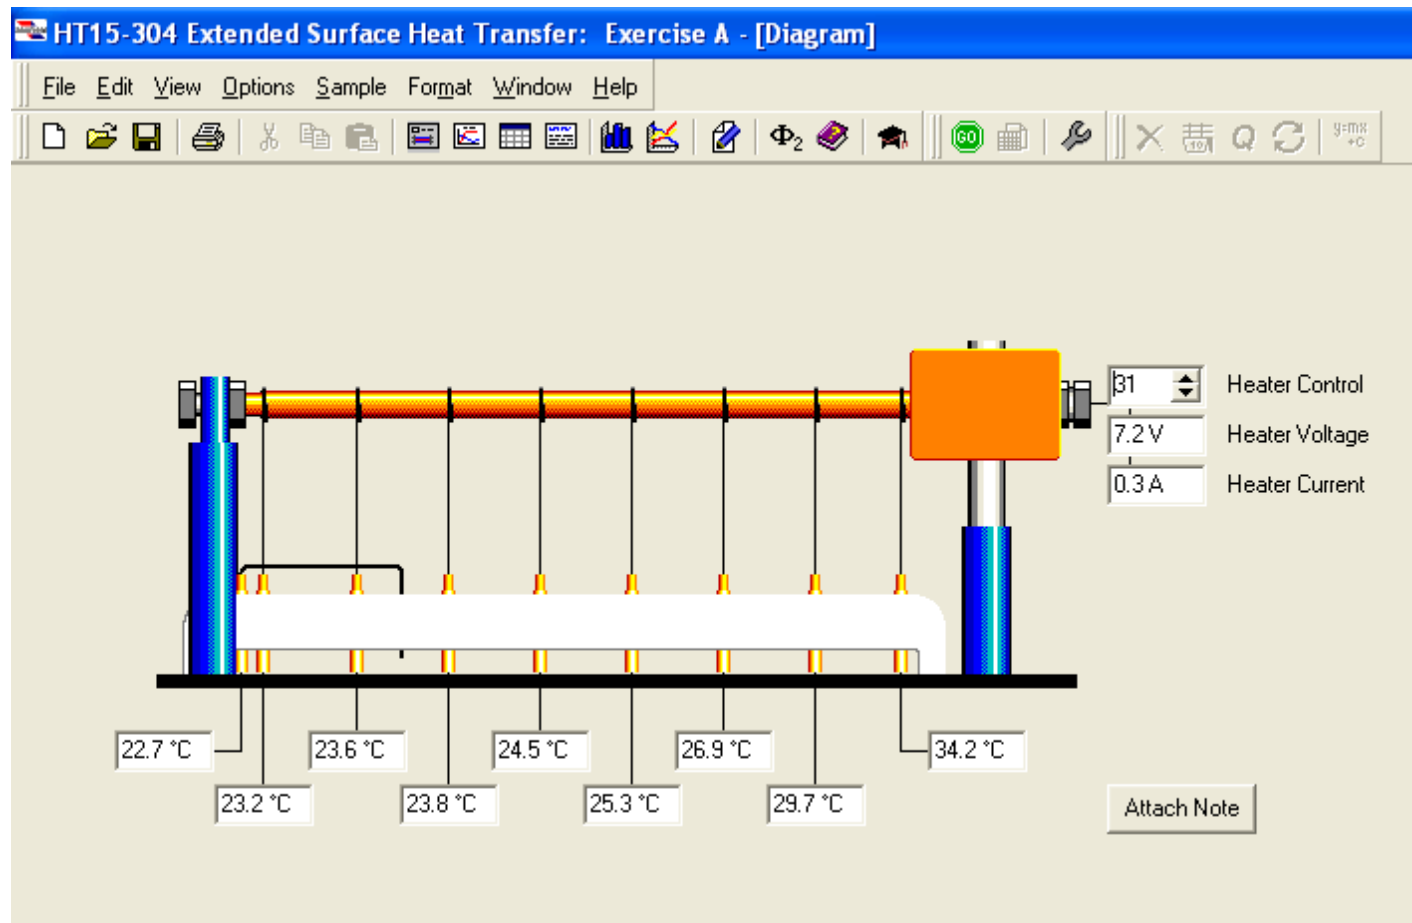 HT15-304 Extended Surface Heat Transfer: Exercise A - [Diagram]
File Edit View Options Sample Format Window Help
GO
Φ2
Q
y=mx
+c
31 Heater Control
7.2 V Heater Voltage
0.3 A Heater Current
22.7 °C 23.6 °C 24.5 °C 26.9 °C 34.2 °C
23.2 °C 23.8 °C 25.3 °C 29.7 °C
Attach Note